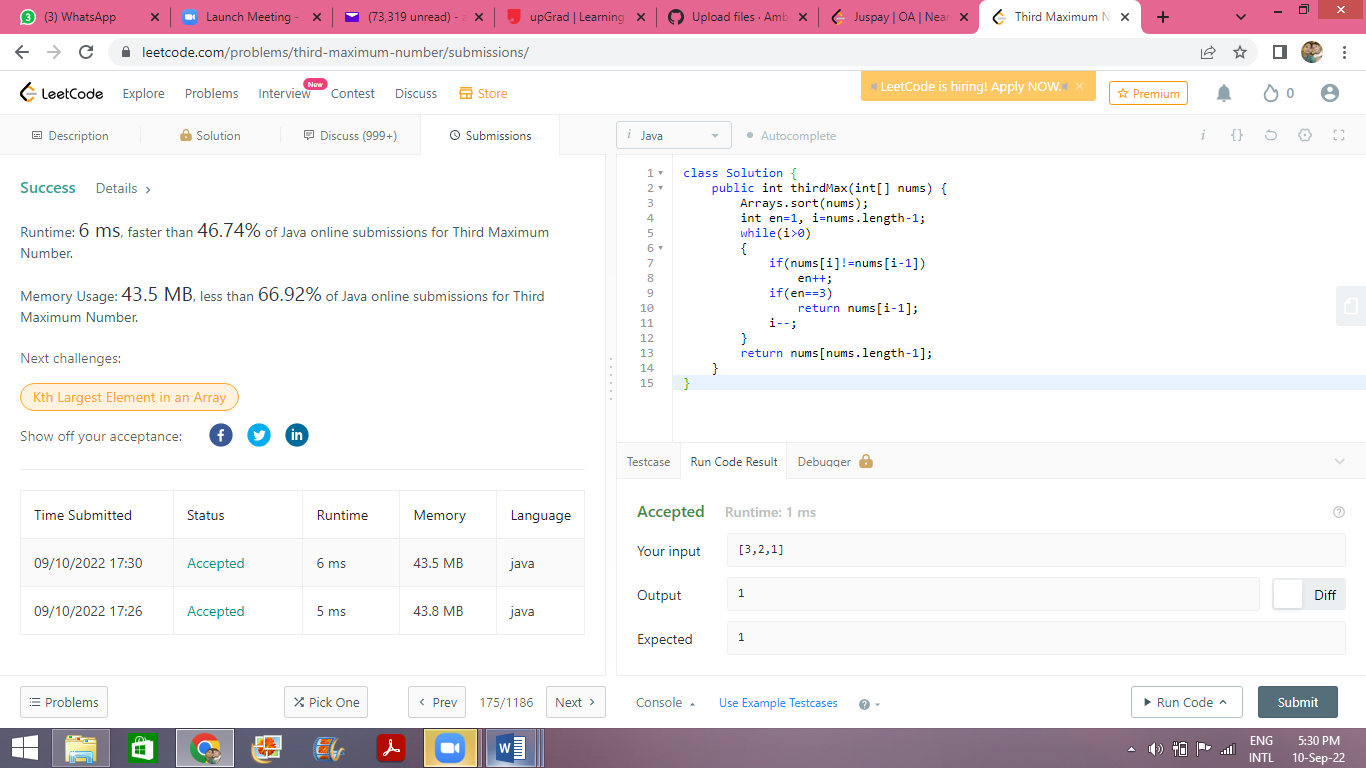 (3) WhatsApp
Launch Meeting -
(73,319 unread) -
upGrad | Learning
Upload files · Amb
Juspay | OA | Near
Third Maximum N
leetcode.com/problems/third-maximum-number/submissions/
LeetCode Explore Problems Interview New Contest Discuss Store
LeetCode is hiring! Apply NOW.
Premium
0
Description Solution Discuss (999+) Submissions
i Java Autocomplete
Success Details >
Runtime: 6 ms, faster than 46.74% of Java online submissions for Third Maximum
Number.
Memory Usage: 43.5 MB, less than 66.92% of Java online submissions for Third
Maximum Number.
Next challenges:
Kth Largest Element in an Array
Show off your acceptance:
Time Submitted Status Runtime Memory Language
09/10/2022 17:30 Accepted 6 ms 43.5 MB java
09/10/2022 17:26 Accepted 5 ms 43.8 MB java
1 class Solution {
2 public int thirdMax(int[] nums) {
3 Arrays.sort(nums);
4 int en=1, i=nums.length-1;
5 while(i>0)
6 {
7 if(nums[i]!=nums[i-1])
8 en++;
9 if(en==3)
10 return nums[i-1];
11 i--;
12 }
13 return nums[nums.length-1];
14 }
15 }
Testcase Run Code Result Debugger
Accepted Runtime: 1 ms
Your input [3,2,1]
Output 1 Diff
Expected 1
Problems Pick One < Prev 175/1186 Next >
Console Use Example Testcases ? Run Code Submit
ENG 5:30 PM
INTL 10-Sep-22